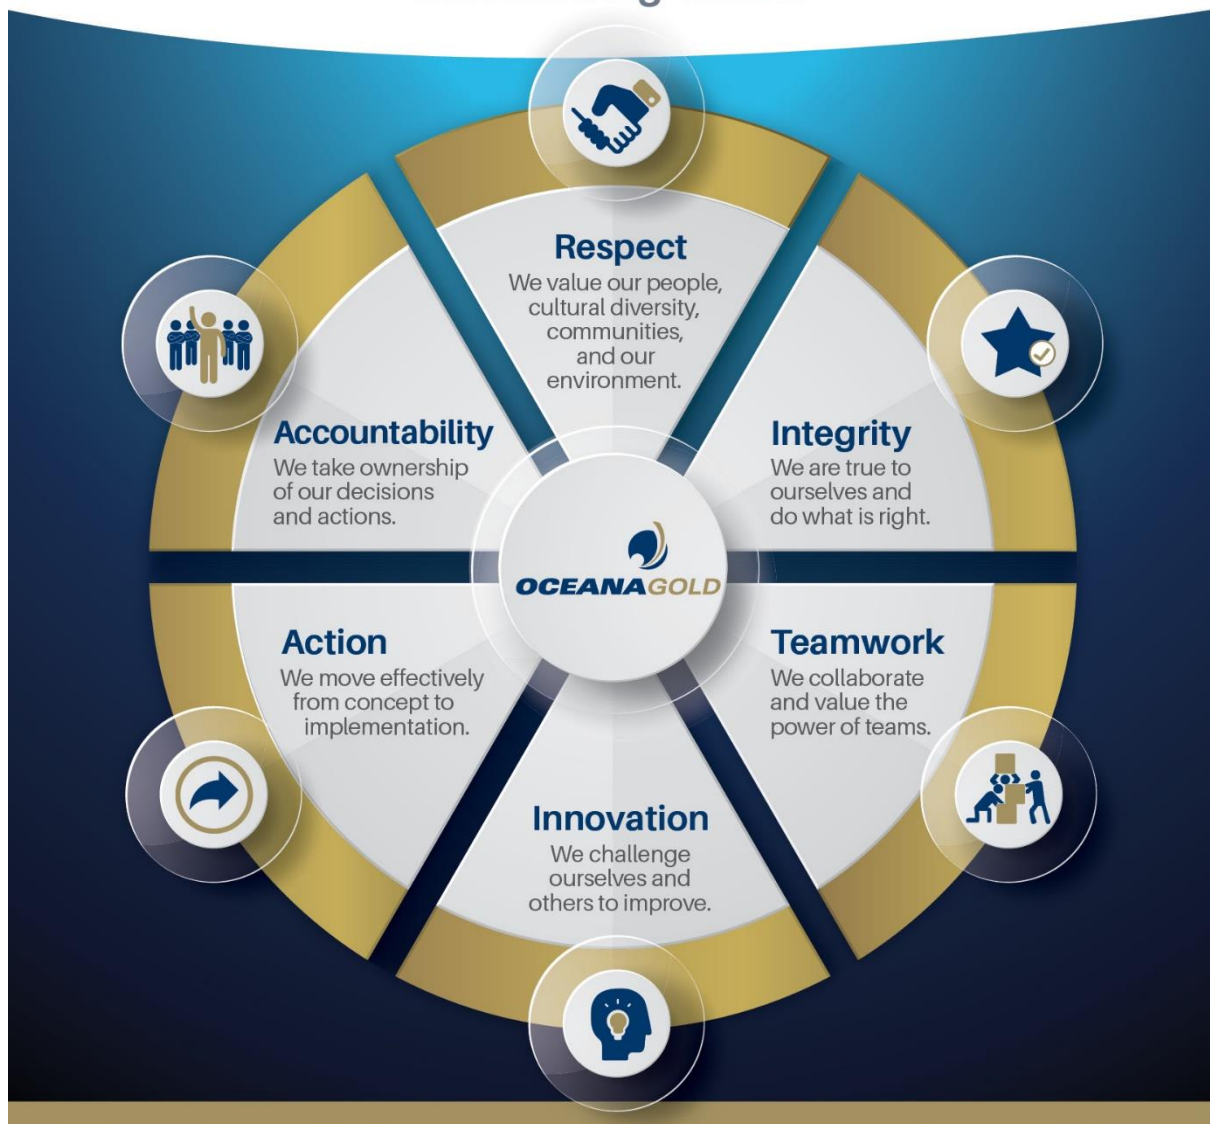 Respect
We value our people,
cultural diversity,
communities,
and our
environment.
Integrity
We are true to
ourselves and
do what is right.
Teamwork
We collaborate
and value the
power of teams.
Innovation
We challenge
ourselves and
others to improve.
Action
We move effectively
from concept to
implementation.
Accountability
We take ownership
of our decisions
and actions.
OCEANAGOLD